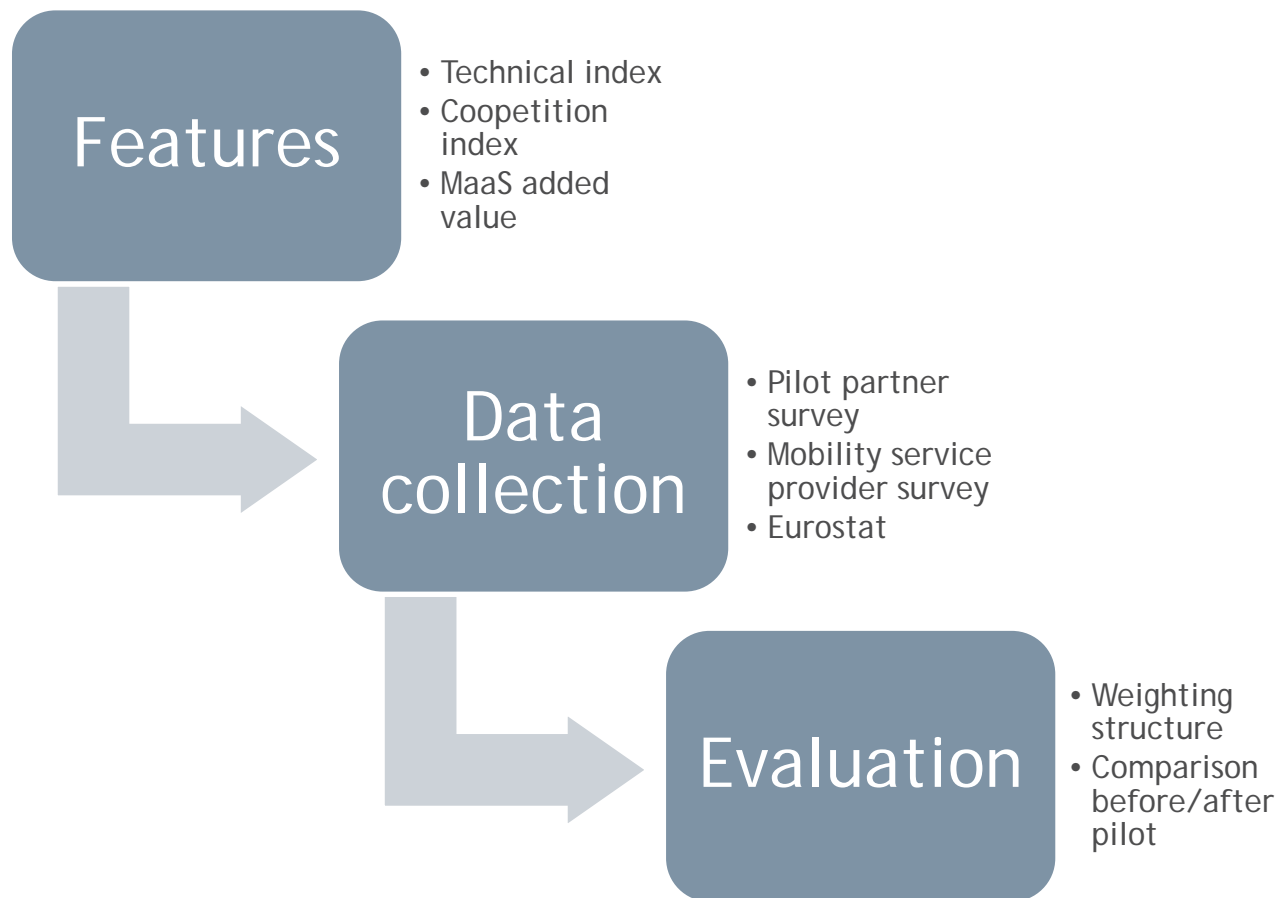 Features
• Technical index
• Coopetition
index
• MaaS added
value
Data
collection
• Pilot partner
survey
• Mobility service
provider survey
• Eurostat
Evaluation
• Weighting
structure
• Comparison
before/after
pilot